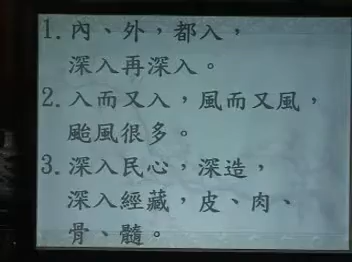 1. 內、外，都入，
深入再深入。
2. 入而又入，風而又風，
颱風很多。
3. 深入民心，深造，
深入經藏，皮、肉、
骨、髓。